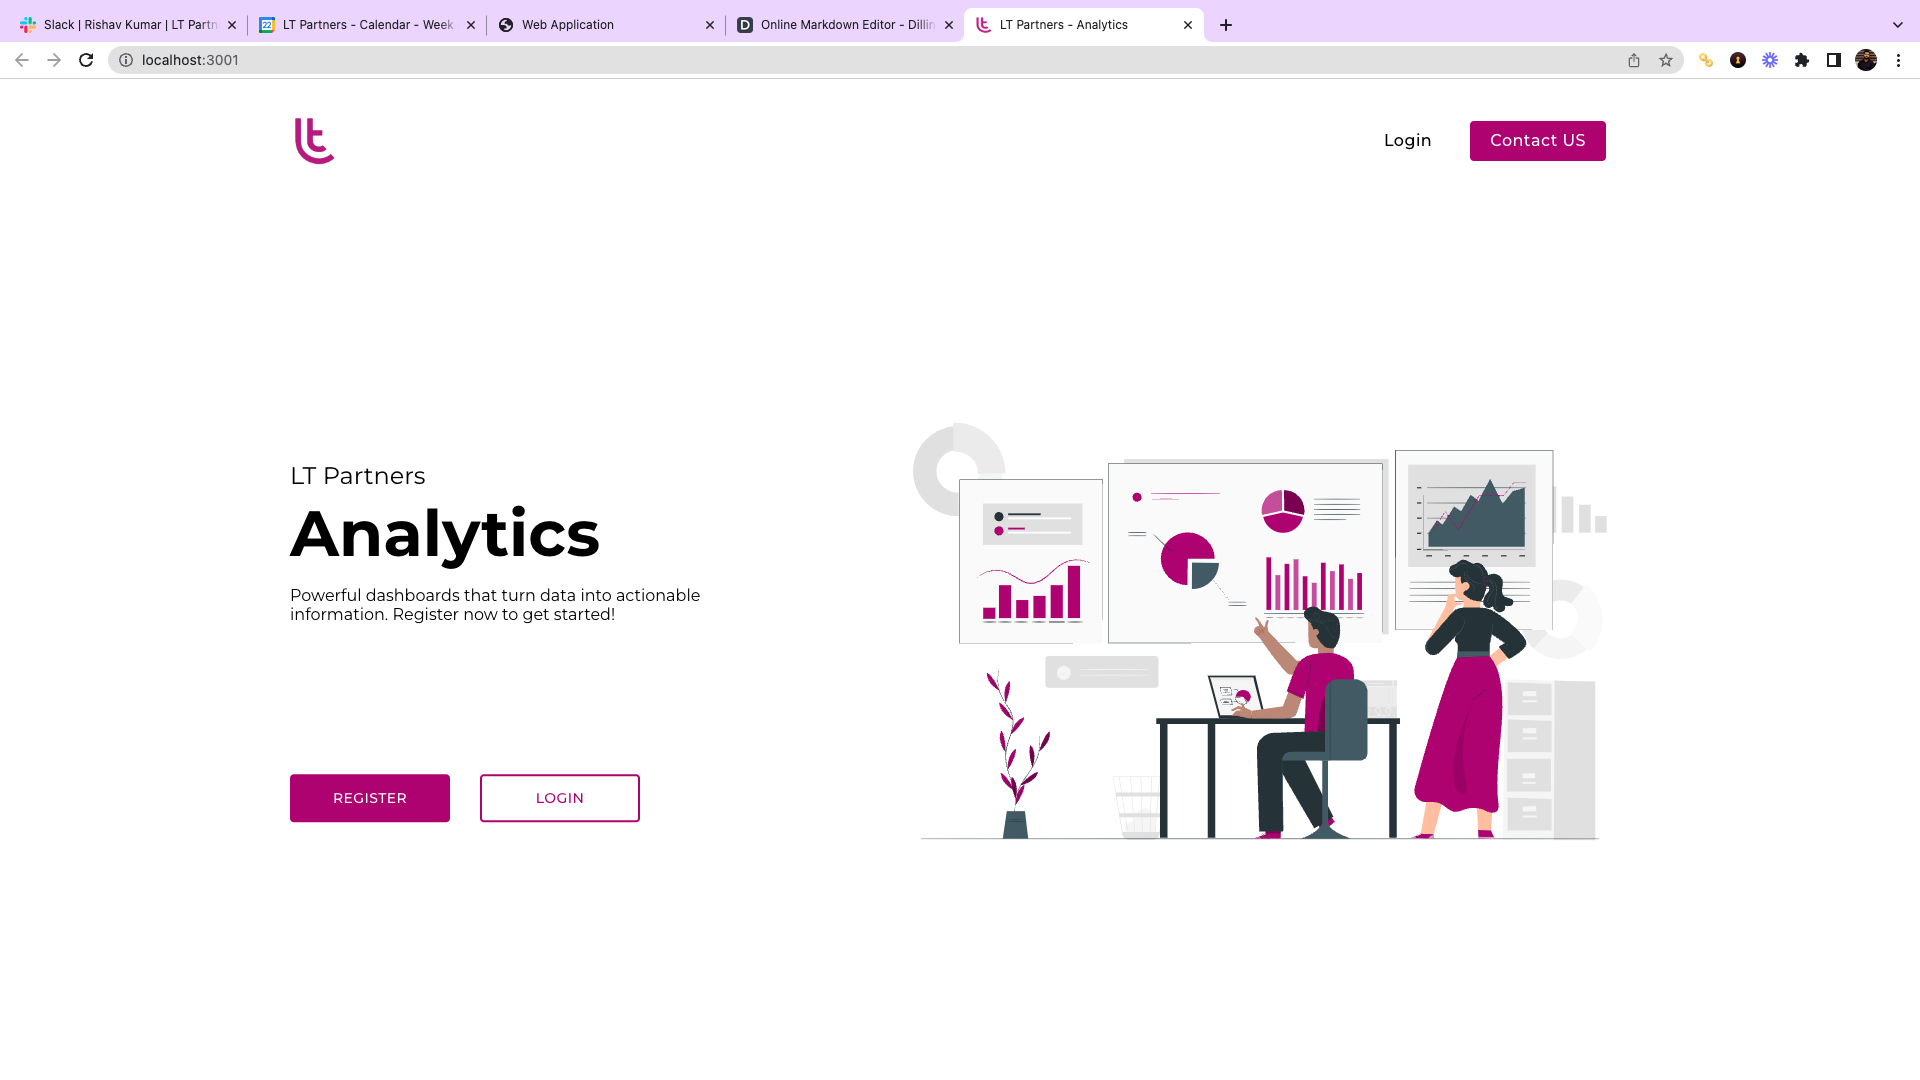 Slack | Rishav Kumar | LT Partn
LT Partners - Calendar - Week
Web Application
Online Markdown Editor - Dillin
LT Partners - Analytics
localhost:3001
Login
Contact US
LT Partners
Analytics
Powerful dashboards that turn data into actionable
information. Register now to get started!
REGISTER
LOGIN